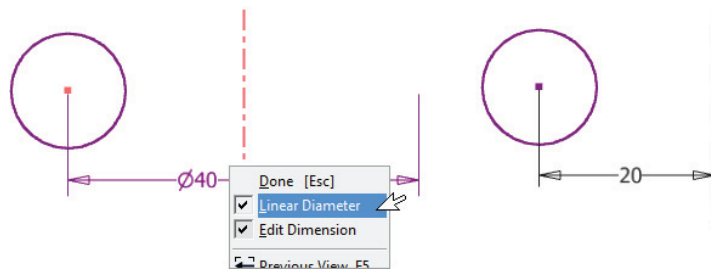 Ø40
20
Done [Esc]
Linear Diameter
Edit Dimension
Previous View F5